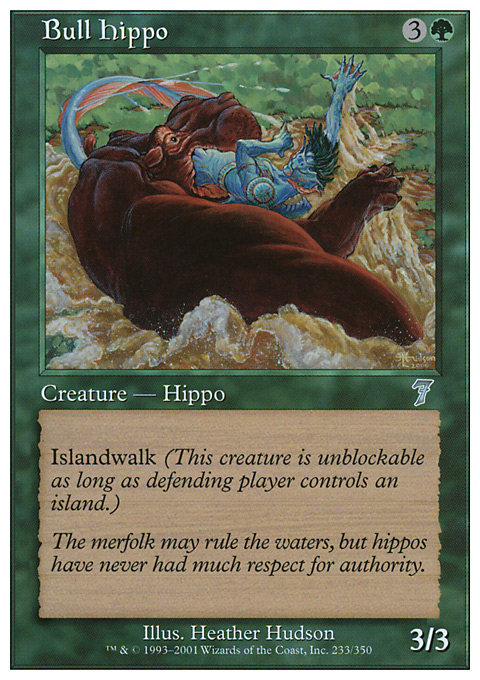 Bull Hippo
3
Hudson
Creature — Hippo
7
Islandwalk (This creature is unblockable
as long as defending player controls an
island.)
The merfolk may rule the waters, but hippos
have never had much respect for authority.
Illus. Heather Hudson
3/3
™ & © 1993–2001 Wizards of the Coast, Inc. 233/350